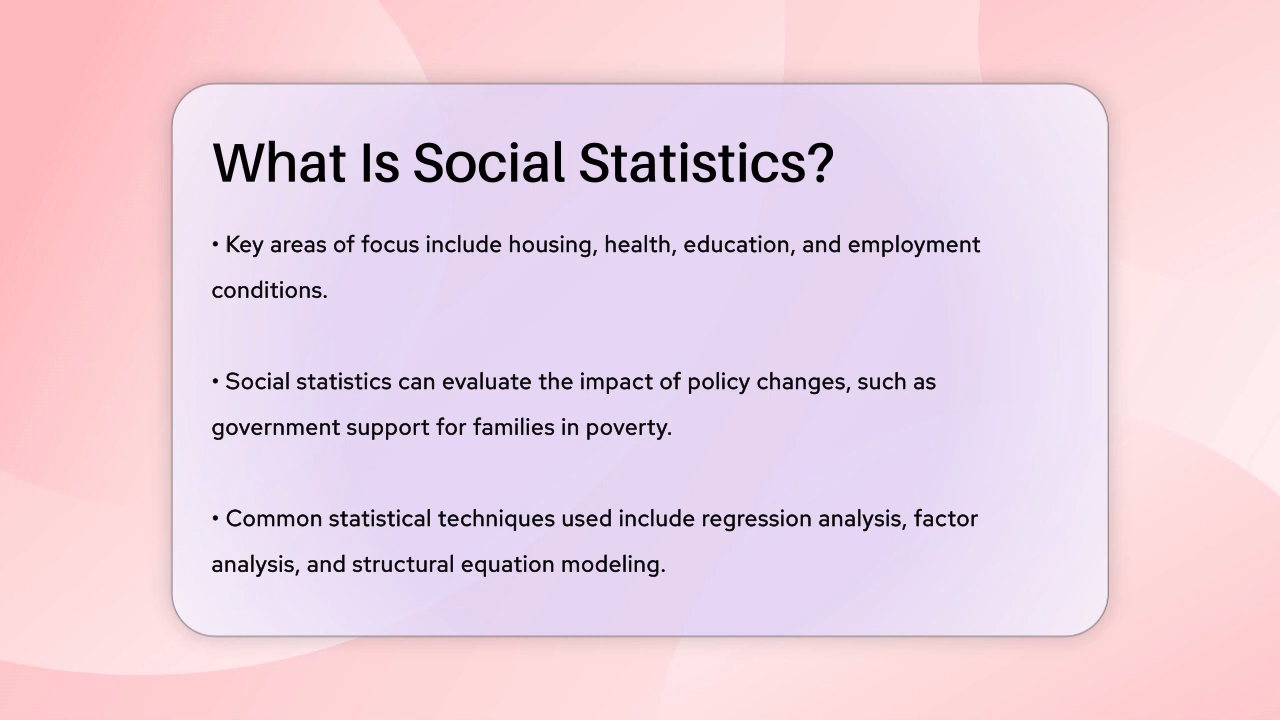 What Is Social Statistics?
• Key areas of focus include housing, health, education, and employment
conditions.
• Social statistics can evaluate the impact of policy changes, such as
government support for families in poverty.
• Common statistical techniques used include regression analysis, factor
analysis, and structural equation modeling.